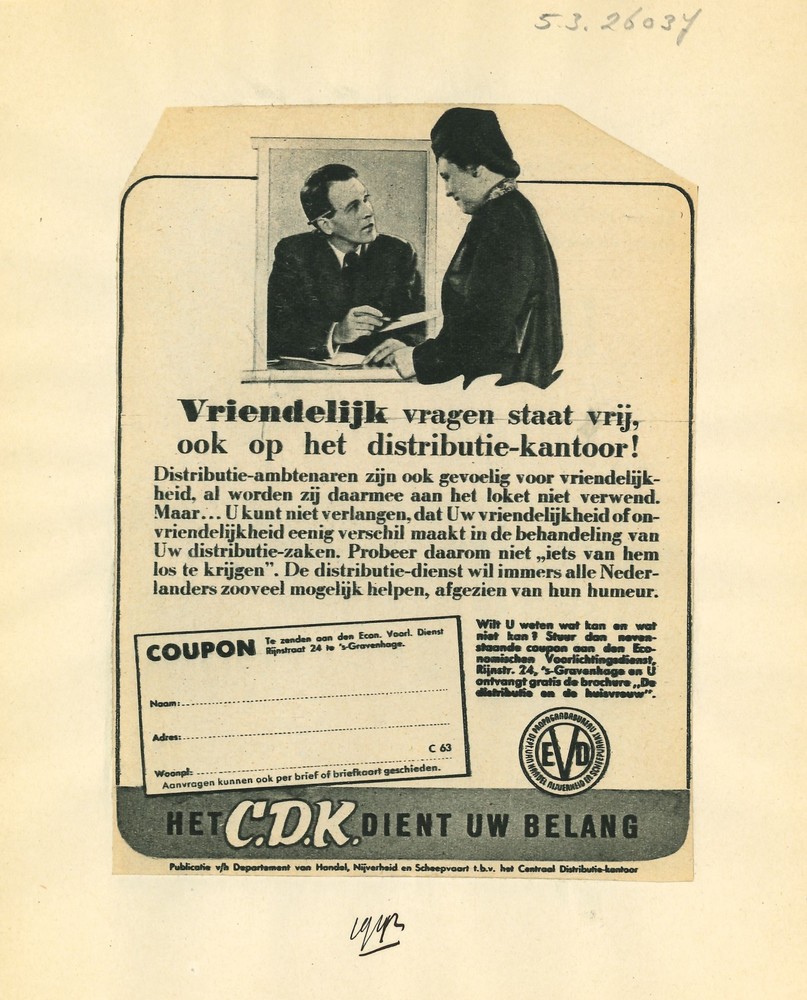 5.3. 26034
Vriendelijk vragen staat vrij,
ook op het distributie-kantoor!
Distributie-ambtenaren zijn ook gevoelig voor vriendelijk-
heid, al worden zij daarmee aan het loket niet verwend.
Maar... U kunt niet verlangen, dat Uw vriendelijkheid of on-
vriendelijkheid eenig verschil maakt in de behandeling van
Uw distributie-zaken. Probeer daarom niet „iets van hem
los te krijgen”. De distributie-dienst wil immers alle Neder-
landers zooveel mogelijk helpen, afgezien van hun humeur.
COUPON Te zenden aan den Econ. Voorl. Dienst
Rijnstraat 24 te 's-Gravenhage.
Naam:
Adres:
C 63
Woonpl:
Aanvragen kunnen ook per brief of briefkaart geschieden.
Wilt U weten wat kan en wat
niet kan? Stuur dan neven-
staande coupon aan den Eco-
nomischen Voorlichtingsdienst,
Rijnstr. 24, 's-Gravenhage en U
ontvangt gratis de brochure „De
distributie en de huisvrouw”.
EVD
HET C.D.K. DIENT UW BELANG
Publicatie v/h Departement van Handel, Nijverheid en Scheepvaart t.b.v. het Centraal Distributie-kantoor